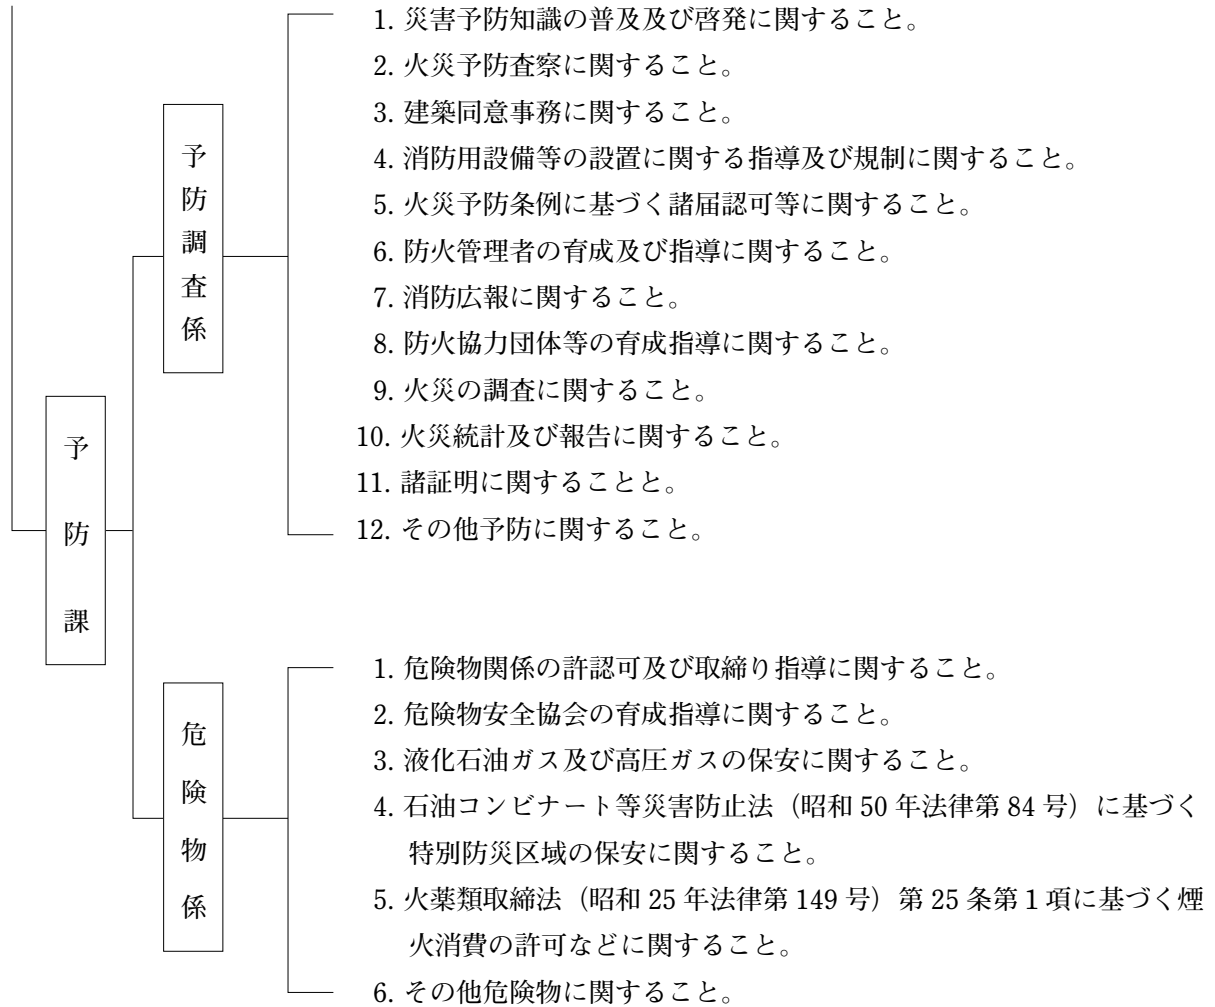 予防課
予防調査係
1. 災害予防知識の普及及び啓発に関すること。
2. 火災予防査察に関すること。
3. 建築同意事務に関すること。
4. 消防用設備等の設置に関する指導及び規制に関すること。
5. 火災予防条例に基づく諸届認可等に関すること。
6. 防火管理者の育成及び指導に関すること。
7. 消防広報に関すること。
8. 防火協力団体等の育成指導に関すること。
9. 火災の調査に関すること。
10. 火災統計及び報告に関すること。
11. 諸証明に関することと。
12. その他予防に関すること。
危険物係
1. 危険物関係の許認可及び取締り指導に関すること。
2. 危険物安全協会の育成指導に関すること。
3. 液化石油ガス及び高圧ガスの保安に関すること。
4. 石油コンビナート等災害防止法（昭和 50 年法律第 84 号）に基づく
特別防災区域の保安に関すること。
5. 火薬類取締法（昭和 25 年法律第 149 号）第 25 条第 1 項に基づく煙
火消費の許可などに関すること。
6. その他危険物に関すること。